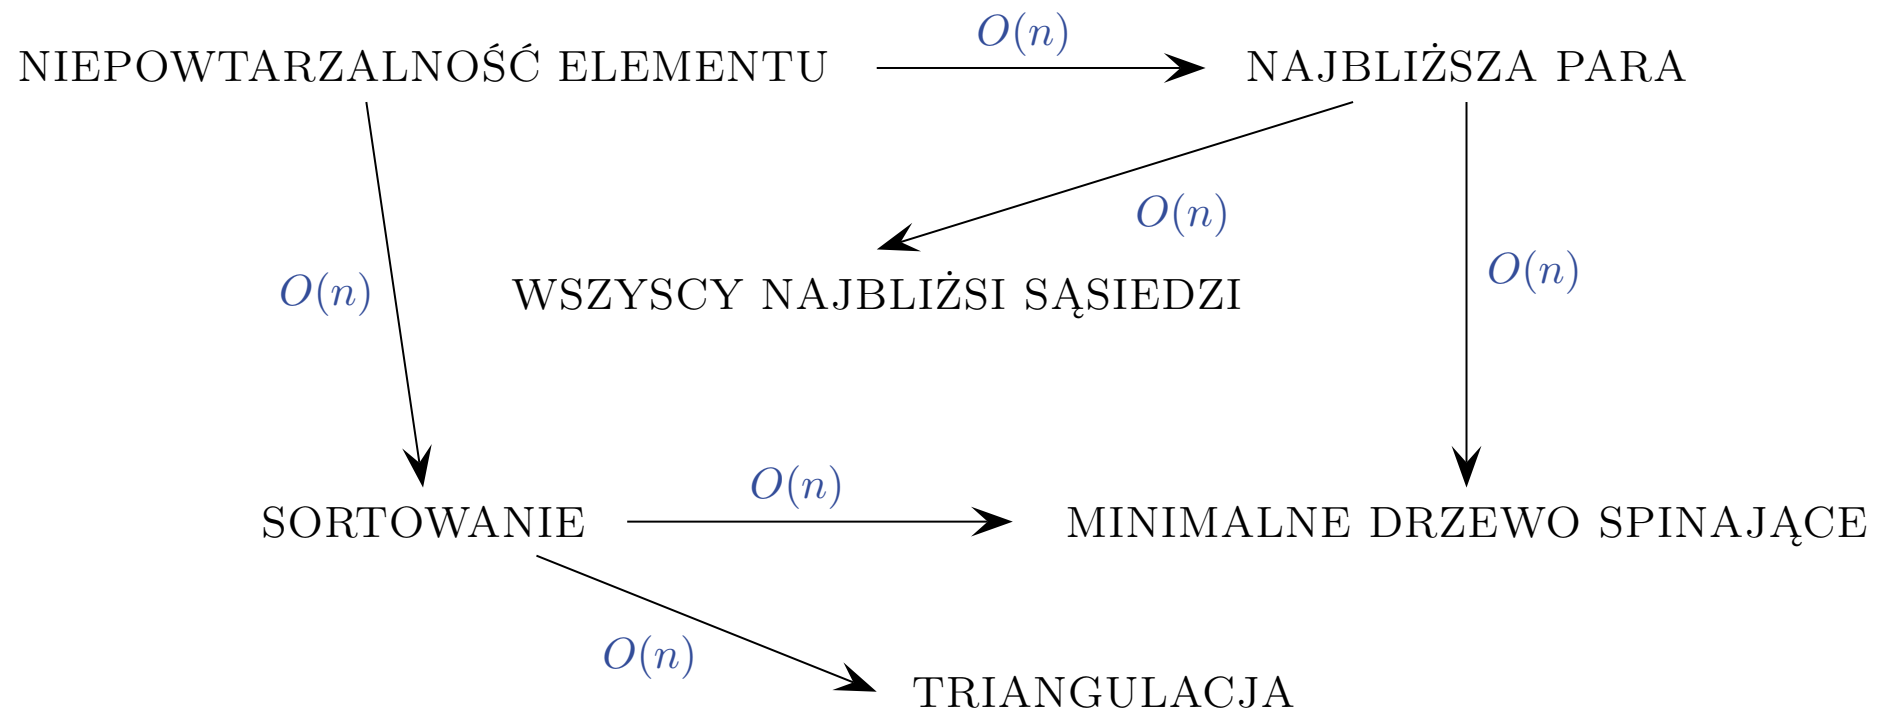 O(n)
NIEPOWTARZALNOŚĆ ELEMENTU
NAJBLIŻSZA PARA
O(n)
O(n)
O(n)
WSZYSCY NAJBLIŻSI SĄSIEDZI
O(n)
SORTOWANIE
MINIMALNE DRZEWO SPINAJĄCE
O(n)
TRIANGULACJA